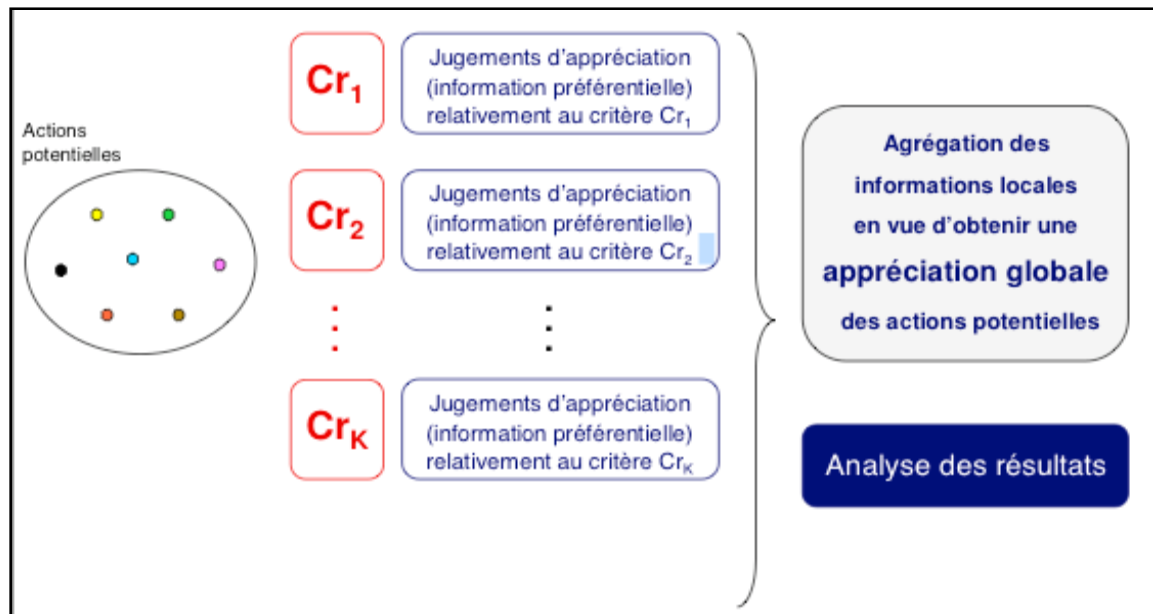 Actions
potentielles
Cr1
Jugements d'appréciation
(information préférentielle)
relativement au critère Cr1
Cr2
Jugements d'appréciation
(information préférentielle)
relativement au critère Cr2
CrK
Jugements d'appréciation
(information préférentielle)
relativement au critère CrK
Agrégation des
informations locales
en vue d'obtenir une
appréciation globale
des actions potentielles
Analyse des résultats